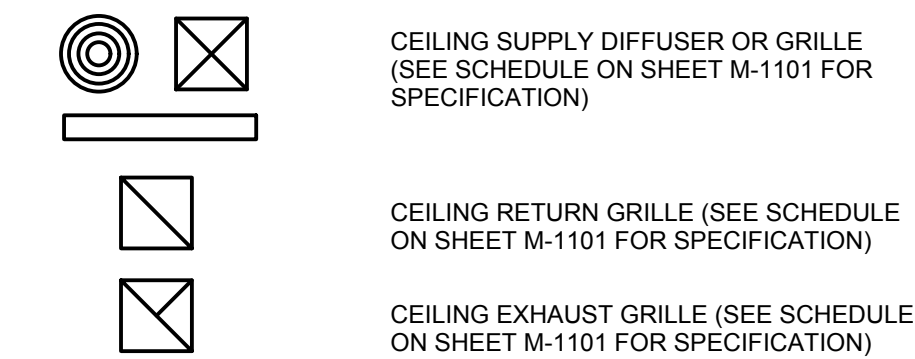 CEILING SUPPLY DIFFUSER OR GRILLE
(SEE SCHEDULE ON SHEET M-1101 FOR
SPECIFICATION)
CEILING RETURN GRILLE (SEE SCHEDULE
ON SHEET M-1101 FOR SPECIFICATION)
CEILING EXHAUST GRILLE (SEE SCHEDULE
ON SHEET M-1101 FOR SPECIFICATION)